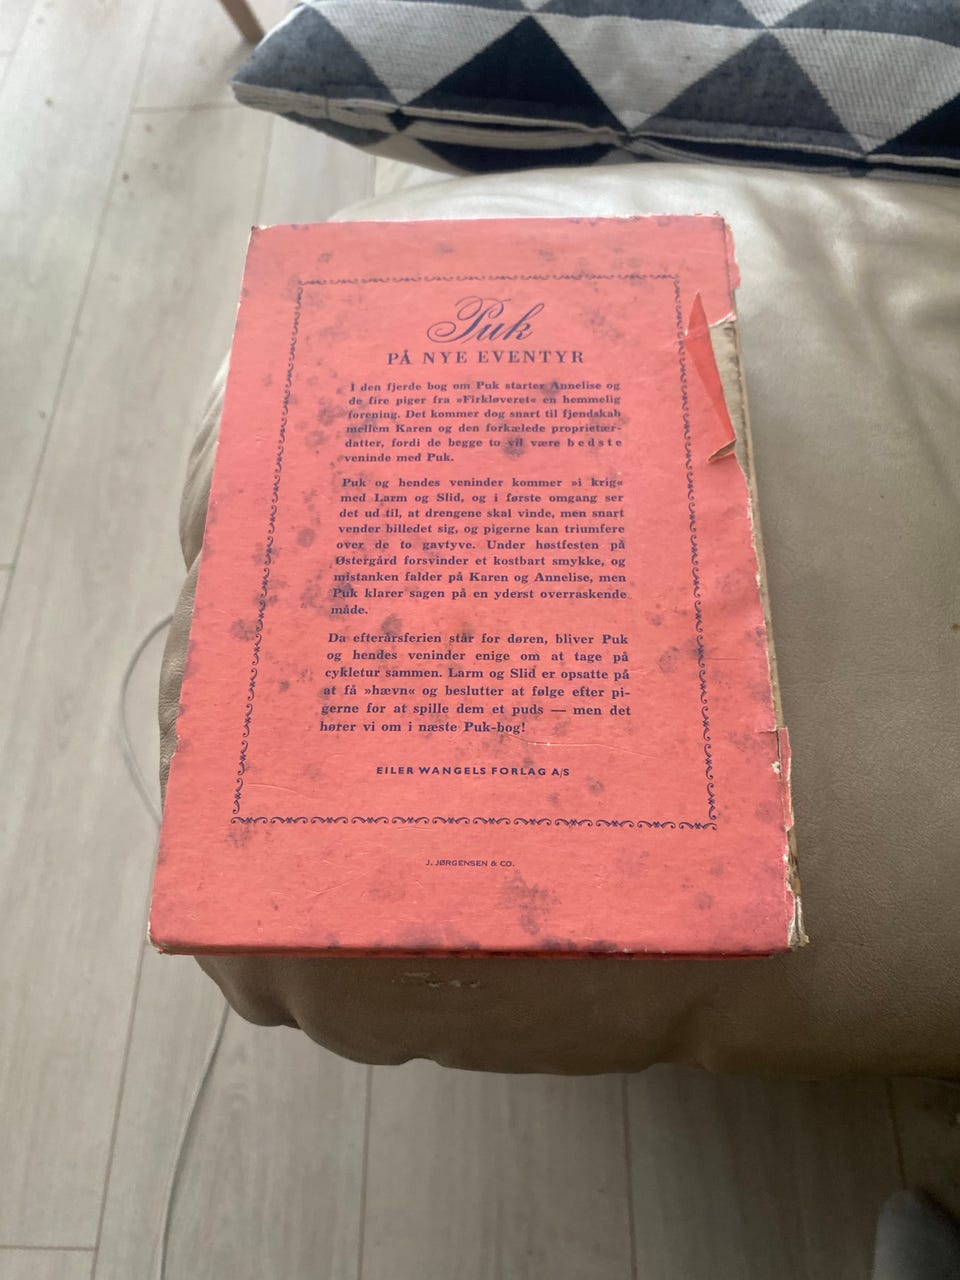 Puk
PÅ NYE EVENTYR
I den fjerde bog om Puk starter Annelise og
de fire piger fra »Firkløveret« en hemmelig
forening. Det kommer dog snart til fjendskab
mellem Karen og den forkælede proprietær-
datter, fordi de begge to vil være bedste
veninde med Puk.
Puk og hendes veninder kommer »i krig«
med Larm og Slid, og i første omgang ser
det ud til, at drengene skal vinde, men snart
vender billedet sig, og pigerne kan triumfere
over de to gavtyve. Under høstfesten på
Østergård forsvinder et kostbart smykke, og
mistanken falder på Karen og Annelise, men
Puk klarer sagen på en yderst overraskende
måde.
Da efterårsferien står for døren, bliver Puk
og hendes veninder enige om at tage på
cykletur sammen. Larm og Slid er opsatte på
at få »hævn« og beslutter at følge efter pi-
gerne for at spille dem et puds — men det
hører vi om i næste Puk-bog!
EILER WANGELS FORLAG A/S
J. JØRGENSEN & CO.